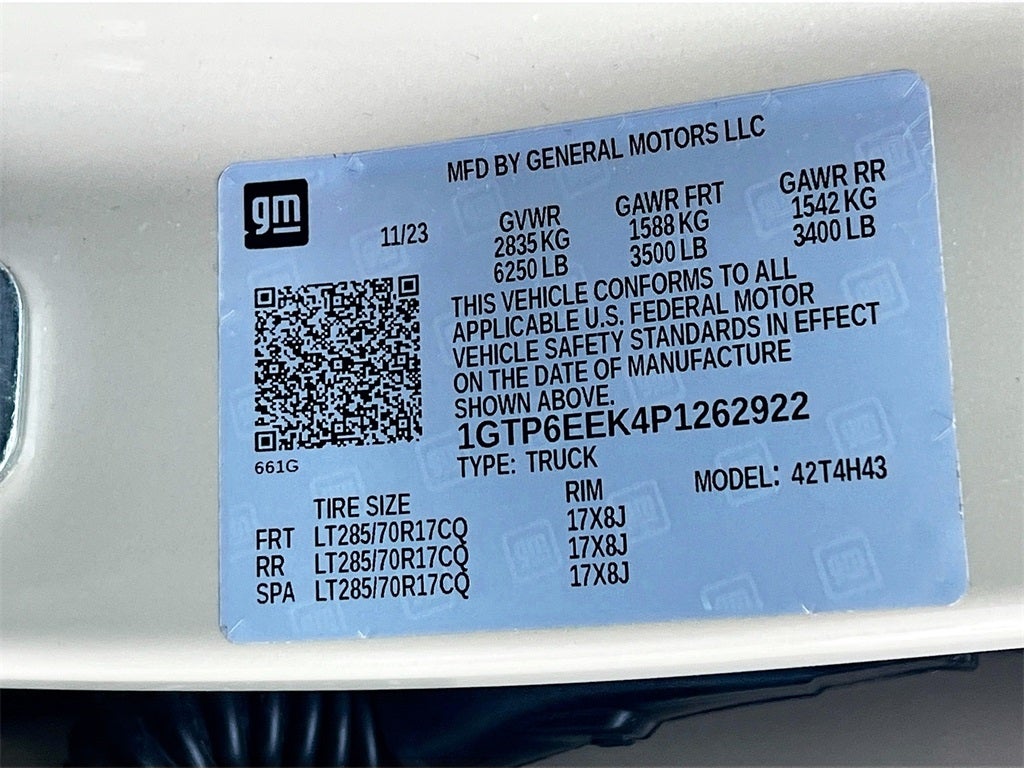 MFD BY GENERAL MOTORS LLC
gm
11/23
GVWR GAWR FRT GAWR RR
2835 KG 1588 KG 1542 KG
6250 LB 3500 LB 3400 LB
THIS VEHICLE CONFORMS TO ALL
APPLICABLE U.S. FEDERAL MOTOR
VEHICLE SAFETY STANDARDS IN EFFECT
ON THE DATE OF MANUFACTURE
SHOWN ABOVE.
1GTP6EEK4P1262922
661G
TYPE: TRUCK MODEL: 42T4H43
TIRE SIZE RIM
FRT LT285/70R17CQ 17X8J
RR LT285/70R17CQ 17X8J
SPA LT285/70R17CQ 17X8J